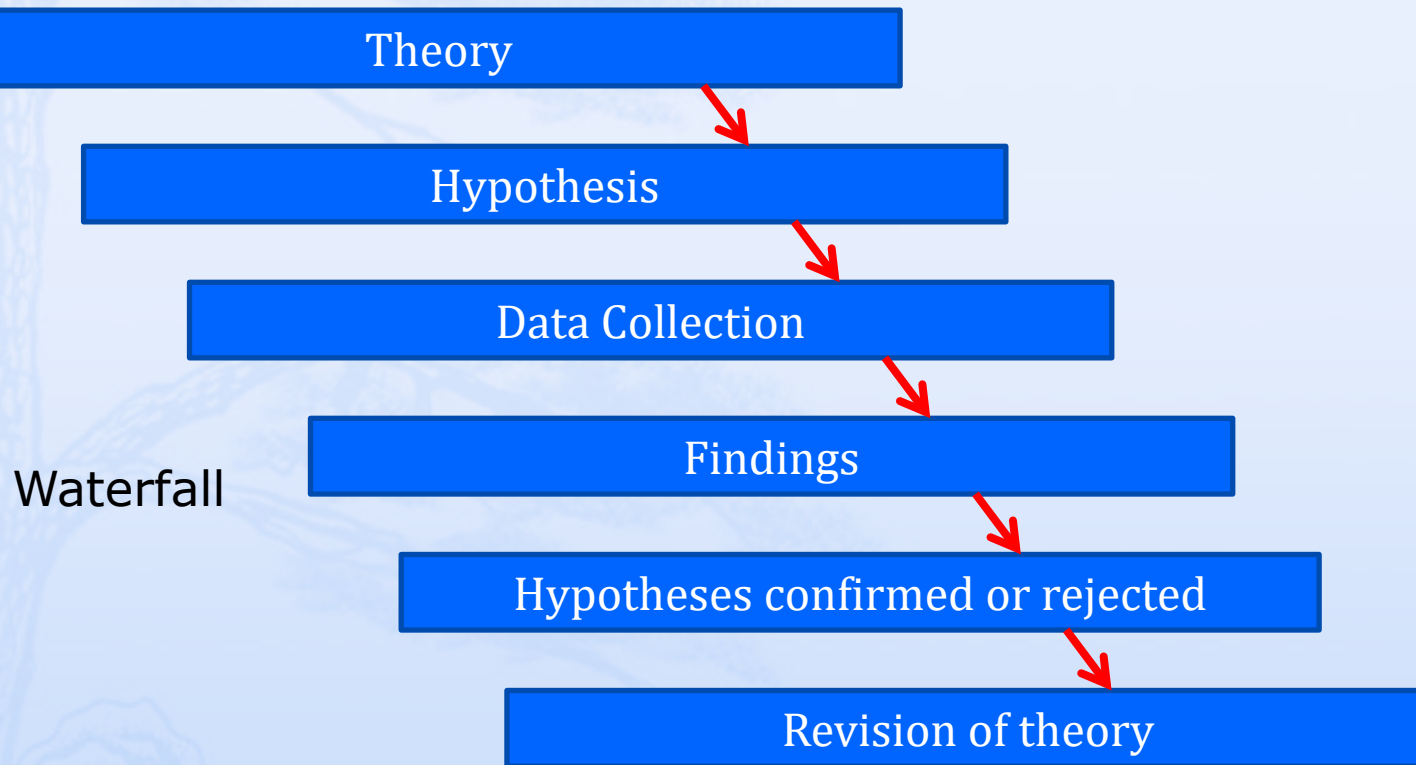 Theory
Hypothesis
Data Collection
Findings
Waterfall
Hypotheses confirmed or rejected
Revision of theory